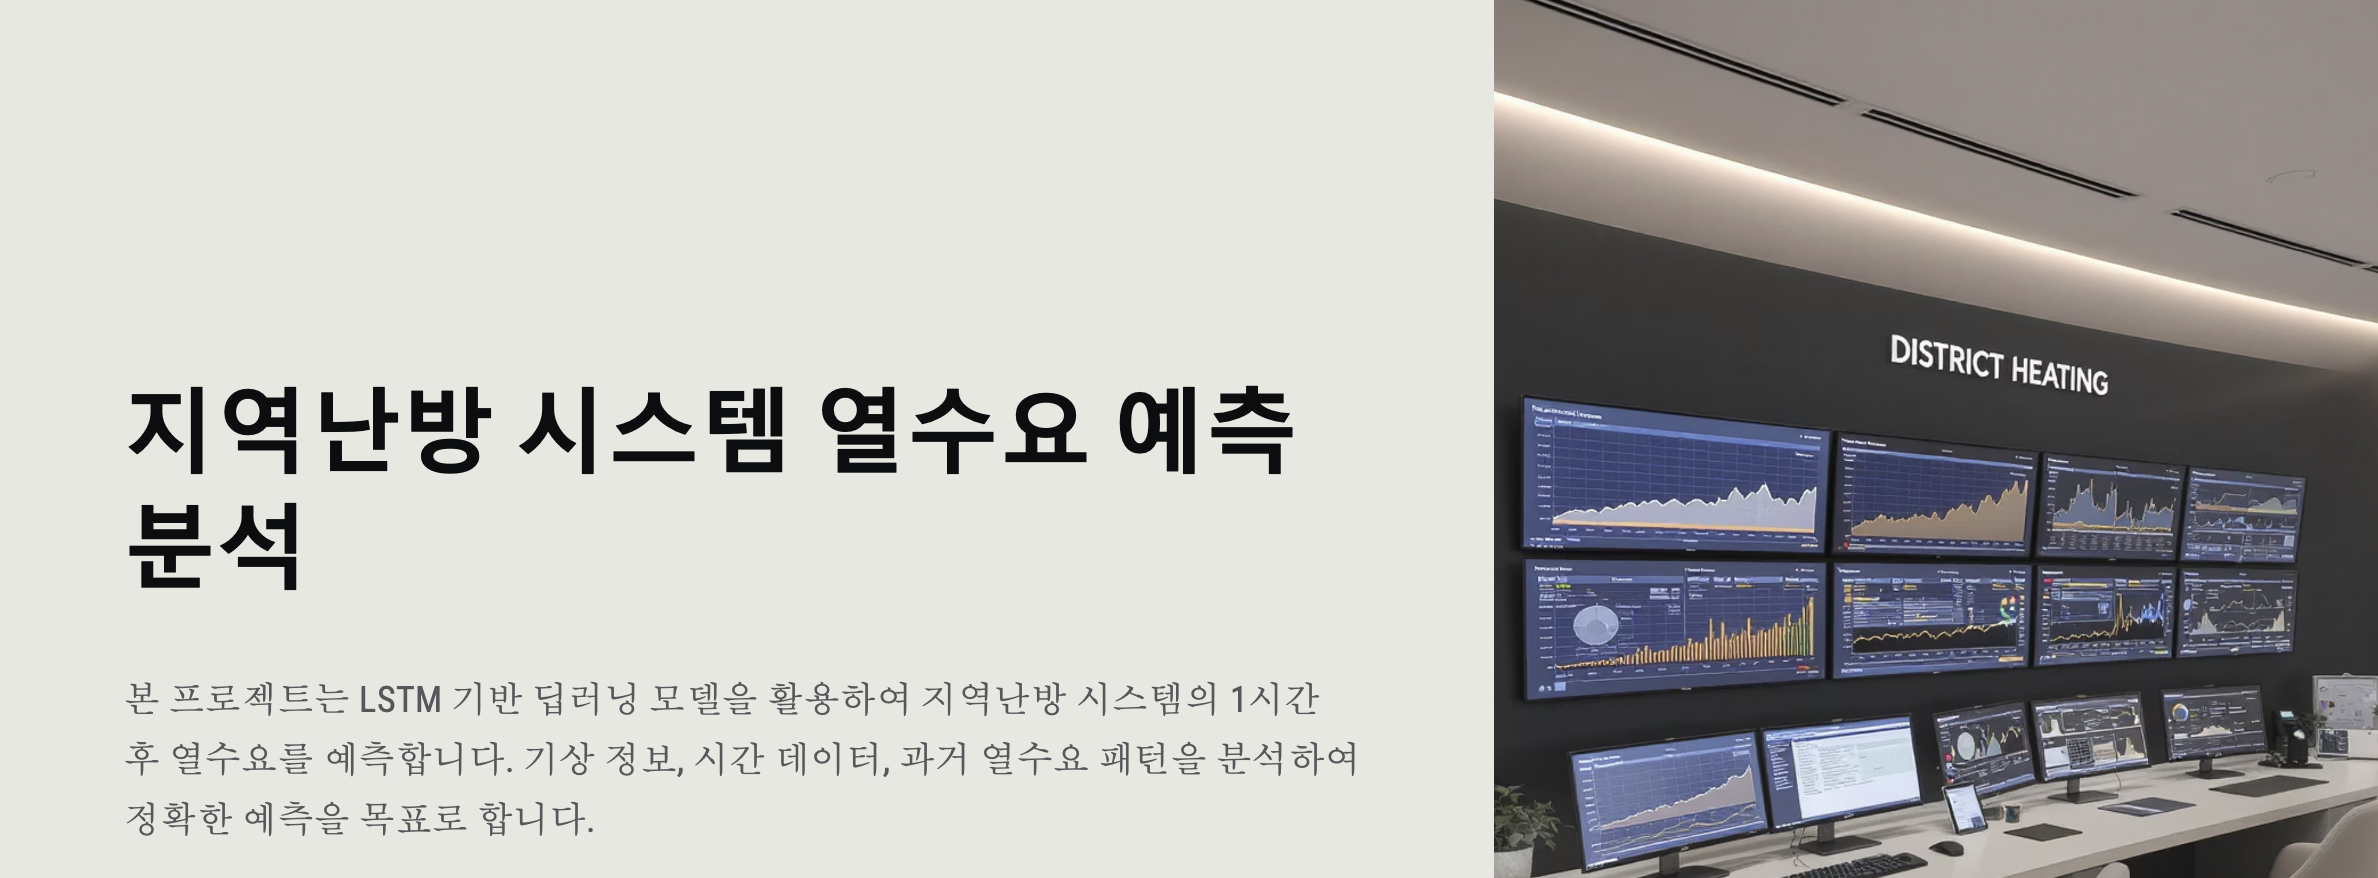 지역난방 시스템 열수요 예측
분석
본 프로젝트는 LSTM 기반 딥러닝 모델을 활용하여 지역난방 시스템의 1시간
후 열수요를 예측합니다. 기상 정보, 시간 데이터, 과거 열수요 패턴을 분석하여
정확한 예측을 목표로 합니다.
DISTRICT HEATING